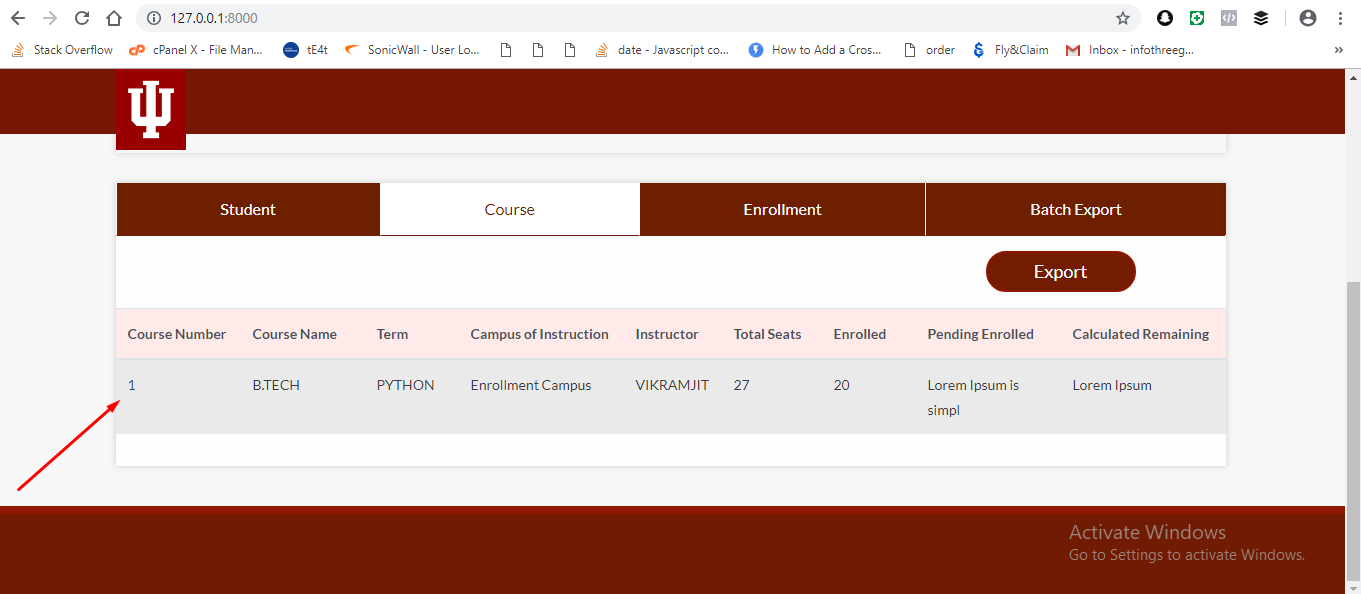 127.0.0.1:8000
Stack Overflow cPanel X - File Man... tE4t SonicWall - User Lo... date - Javascript co... How to Add a Cros... order Fly&Claim Inbox - infothreeg... »
Student Course Enrollment Batch Export
Export
Course Number Course Name Term Campus of Instruction Instructor Total Seats Enrolled Pending Enrolled Calculated Remaining
1 B.TECH PYTHON Enrollment Campus VIKRAMJIT 27 20 Lorem Ipsum is Lorem Ipsum
simpl
Activate Windows
Go to Settings to activate Windows.